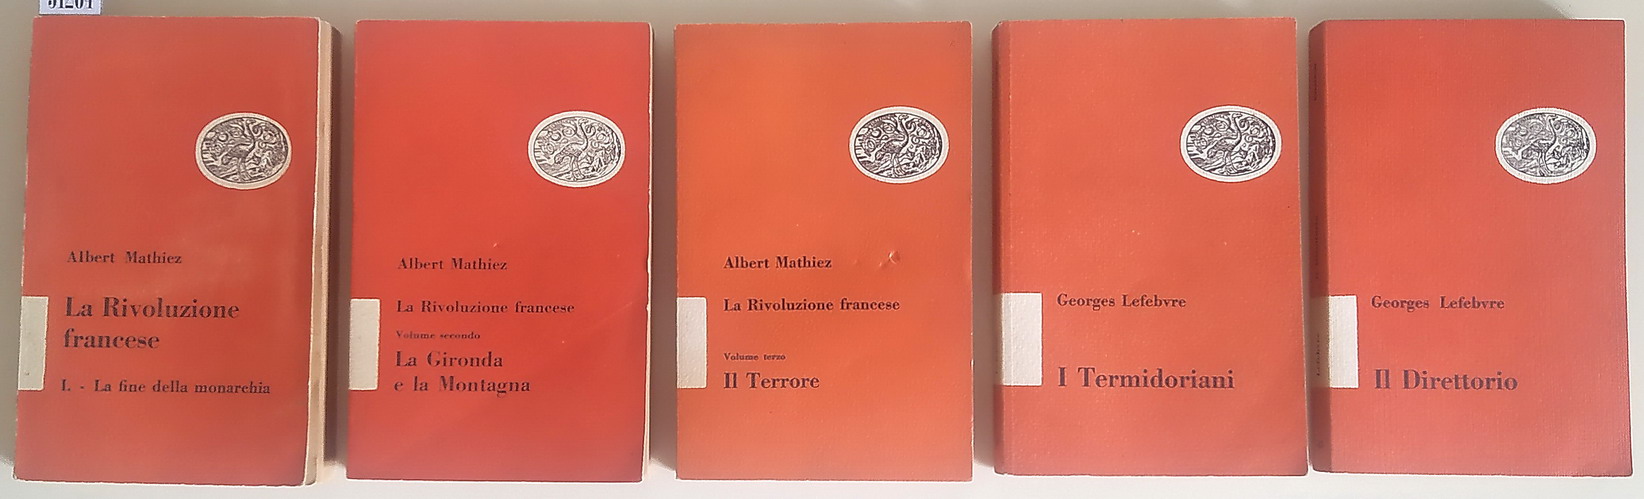 Albert Mathiez
La Rivoluzione
francese
I. - La fine della monarchia
Albert Mathiez
La Rivoluzione francese
Volume secondo
La Gironda
e la Montagna
Albert Mathiez
La Rivoluzione francese
Volume terzo
Il Terrore
Georges Lefebvre
I Termidoriani
Georges Lefebvre
Il Direttorio